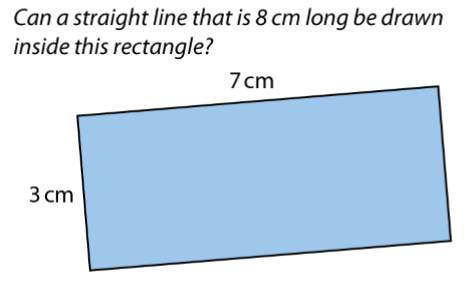 Can a straight line that is 8 cm long be drawn
inside this rectangle?
7 cm
3 cm